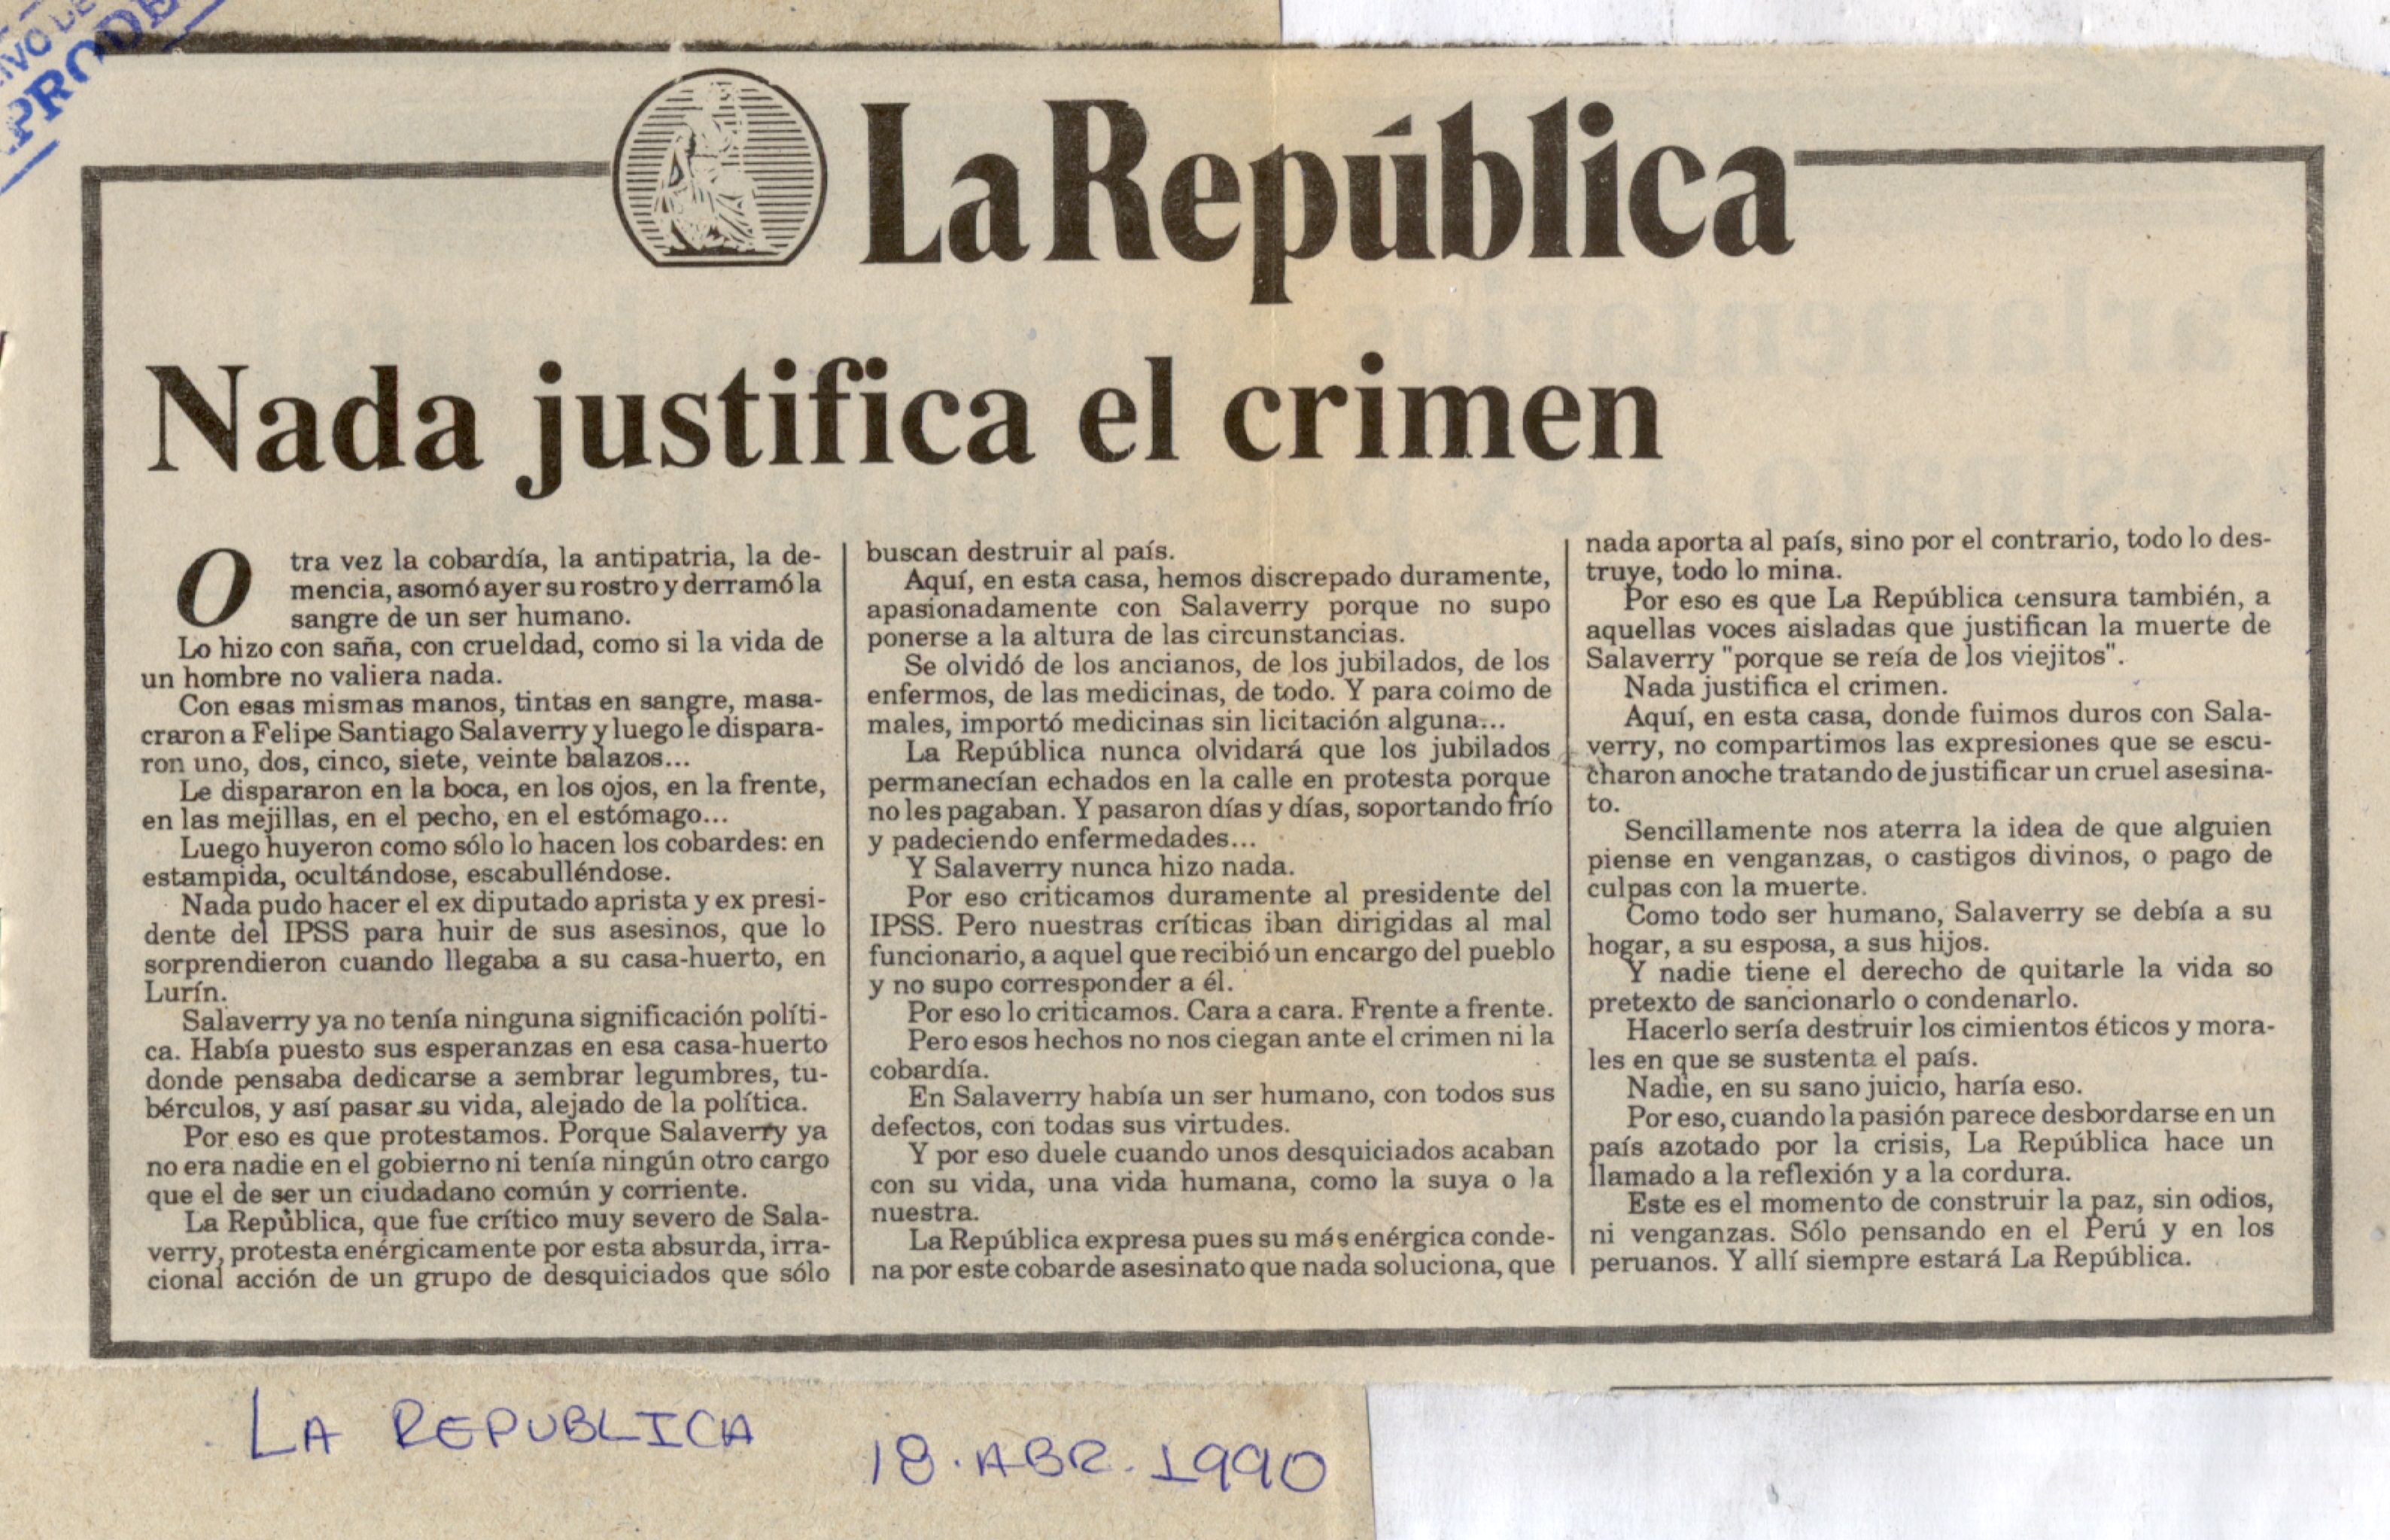 PRODE
La República
Nada justifica el crimen
Otra vez la cobardía, la antipatria, la de-
mencia, asomó ayer su rostro y derramó la
sangre de un ser humano.
Lo hizo con saña, con crueldad, como si la vida de
un hombre no valiera nada.
Con esas mismas manos, tintas en sangre, masa-
craron a Felipe Santiago Salaverry y luego le dispara-
ron uno, dos, cinco, siete, veinte balazos...
Le dispararon en la boca, en los ojos, en la frente,
en las mejillas, en el pecho, en el estómago...
Luego huyeron como sólo lo hacen los cobardes: en
estampida, ocultándose, escabulléndose.
Nada pudo hacer el ex diputado aprista y ex presi-
dente del IPSS para huir de sus asesinos, que lo
sorprendieron cuando llegaba a su casa-huerto, en
Lurín.
Salaverry ya no tenía ninguna significación políti-
ca. Había puesto sus esperanzas en esa casa-huerto
donde pensaba dedicarse a sembrar legumbres, tu-
bérculos, y así pasar su vida, alejado de la política.
Por eso es que protestamos. Porque Salaverry ya
no era nadie en el gobierno ni tenía ningún otro cargo
que el de ser un ciudadano común y corriente.
La República, que fue crítico muy severo de Sala-
verry, protesta enérgicamente por esta absurda, irra-
cional acción de un grupo de desquiciados que sólo
buscan destruir al país.
Aquí, en esta casa, hemos discrepado duramente,
apasionadamente con Salaverry porque no supo
ponerse a la altura de las circunstancias.
Se olvidó de los ancianos, de los jubilados, de los
enfermos, de las medicinas, de todo. Y para colmo de
males, importó medicinas sin licitación alguna...
La República nunca olvidará que los jubilados
permanecían echados en la calle en protesta porque
no les pagaban. Y pasaron días y días, soportando frío
y padeciendo enfermedades...
Y Salaverry nunca hizo nada.
Por eso criticamos duramente al presidente del
IPSS. Pero nuestras críticas iban dirigidas al mal
funcionario, a aquel que recibió un encargo del pueblo
y no supo corresponder a él.
Por eso lo criticamos. Cara a cara. Frente a frente.
Pero esos hechos no nos ciegan ante el crimen ni la
cobardía.
En Salaverry había un ser humano, con todos sus
defectos, con todas sus virtudes.
Y por eso duele cuando unos desquiciados acaban
con su vida, una vida humana, como la suya o la
nuestra.
La República expresa pues su más enérgica conde-
na por este cobarde asesinato que nada soluciona, que
nada aporta al país, sino por el contrario, todo lo des-
truye, todo lo mina.
Por eso es que La República censura también, a
aquellas voces aisladas que justifican la muerte de
Salaverry "porque se reía de los viejitos".
Nada justifica el crimen.
Aquí, en esta casa, donde fuimos duros con Sala-
verry, no compartimos las expresiones que se escu-
charon anoche tratando de justificar un cruel asesina-
to.
Sencillamente nos aterra la idea de que alguien
piense en venganzas, o castigos divinos, o pago de
culpas con la muerte.
Como todo ser humano, Salaverry se debía a su
hogar, a su esposa, a sus hijos.
Y nadie tiene el derecho de quitarle la vida so
pretexto de sancionarlo o condenarlo.
Hacerlo sería destruir los cimientos éticos y mora-
les en que se sustenta el país.
Nadie, en su sano juicio, haría eso.
Por eso, cuando la pasión parece desbordarse en un
país azotado por la crisis, La República hace un
llamado a la reflexión y a la cordura.
Este es el momento de construir la paz, sin odios,
ni venganzas. Sólo pensando en el Perú y en los
peruanos. Y allí siempre estará La República.
LA REPUBLICA 18. ABR. 1990